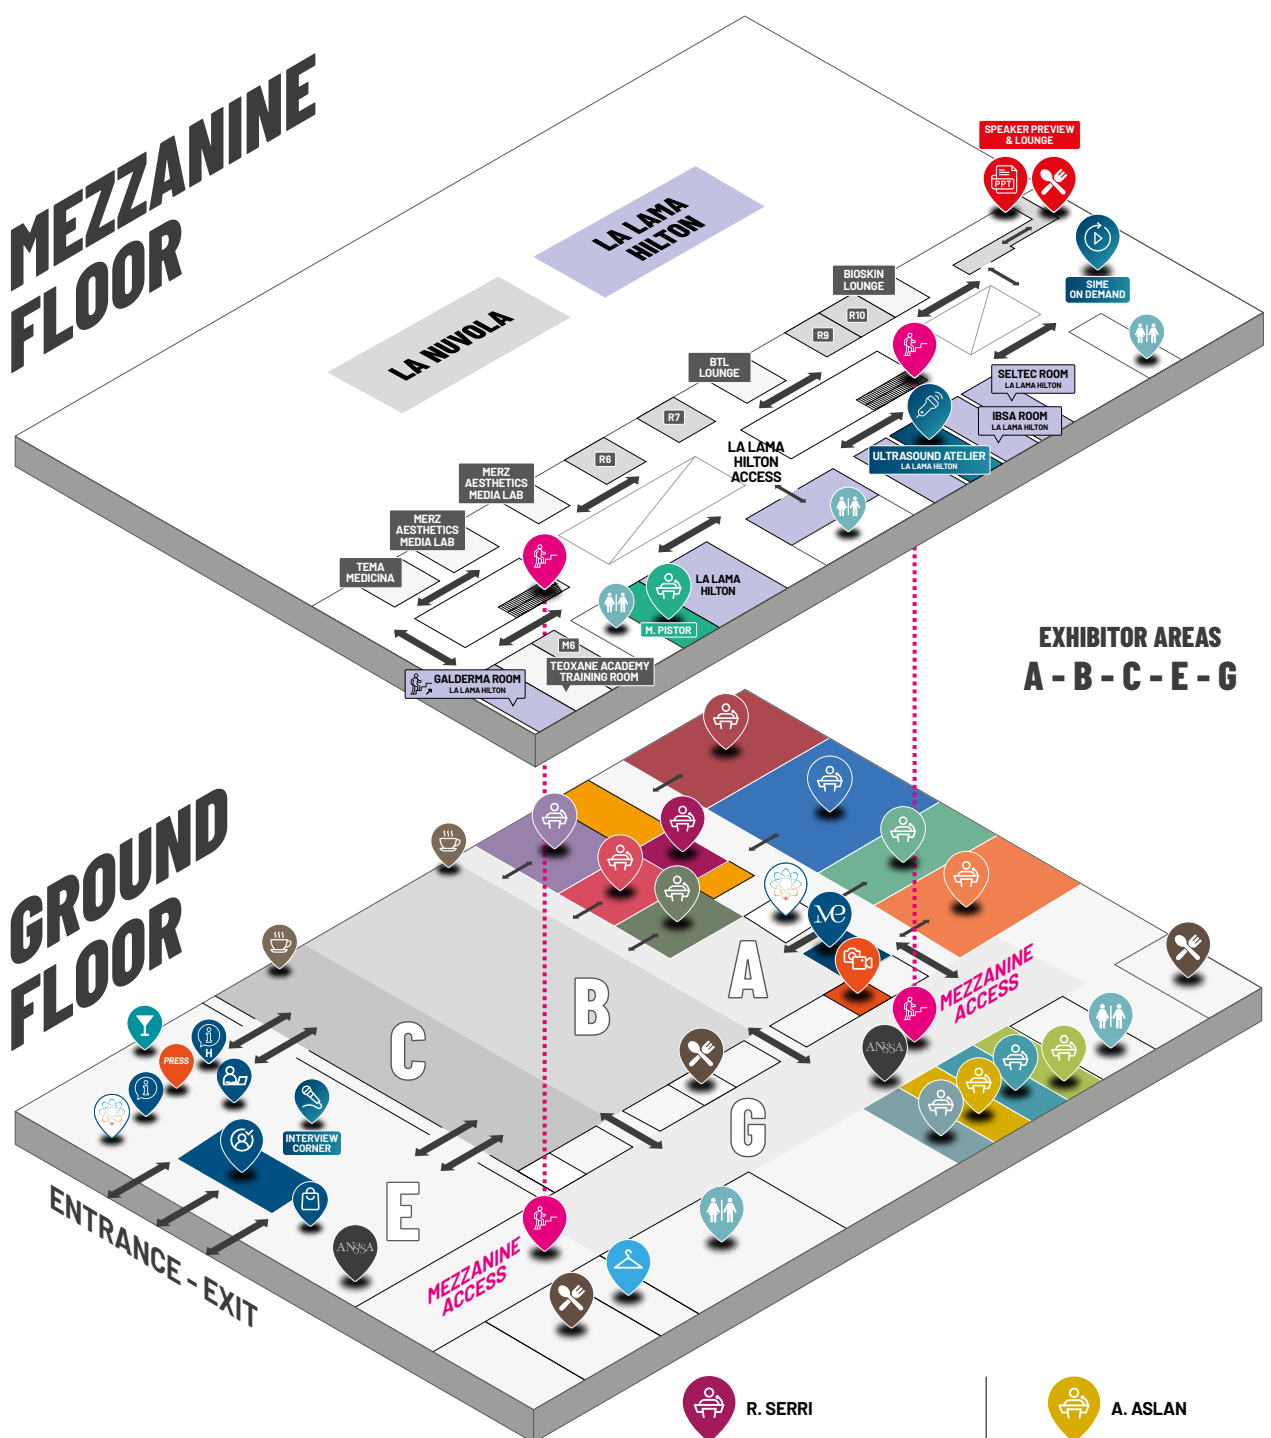 MEZZANINE
FLOOR
SPEAKER PREVIEW
& LOUNGE
PPT
LA LAMA
HILTON
SIME
ON DEMAND
BIOSKIN
LOUNGE
LA NUVOLA
R10
R9
BTL
LOUNGE
SELTEC ROOM
LA LAMA HILTON
IBSA ROOM
LA LAMA HILTON
R7
LA LAMA
HILTON
ACCESS
ULTRASOUND ATELIER
LA LAMA HILTON
R6
MERZ
AESTHETICS
MEDIA LAB
MERZ
AESTHETICS
MEDIA LAB
TEMA
MEDICINA
LA LAMA
HILTON
M. PISTOR
M6
TEOXANE ACADEMY
TRAINING ROOM
GALDERMA ROOM
LA LAMA HILTON
EXHIBITOR AREAS
A - B - C - E - G
GROUND
FLOOR
A
B
C
MEZZANINE
ACCESS
H
PRESS
G
INTERVIEW
CORNER
E
ENTRANCE - EXIT
MEZZANINE
ACCESS
R. SERRI
A. ASLAN